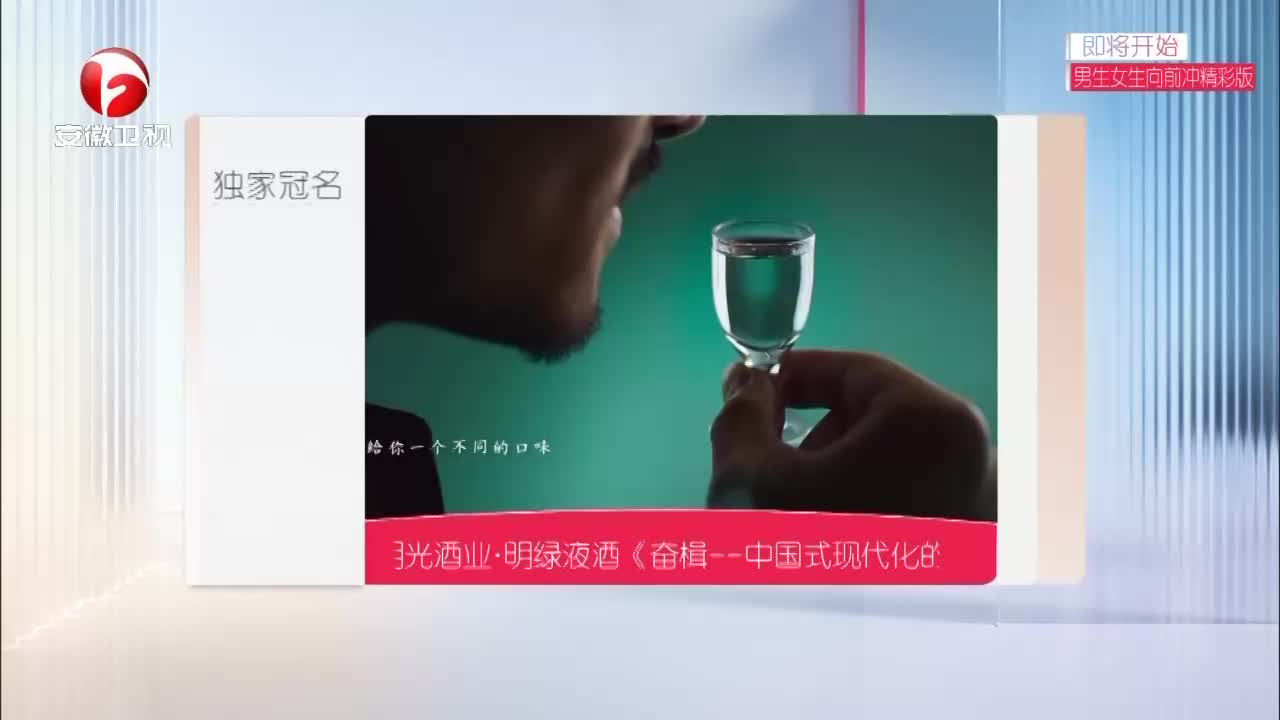 安徽卫视
即将开始
男生女生向前冲精彩版
独家冠名
给你一个不同的口味
光酒业·明绿液酒《奋楫--中国式现代化的